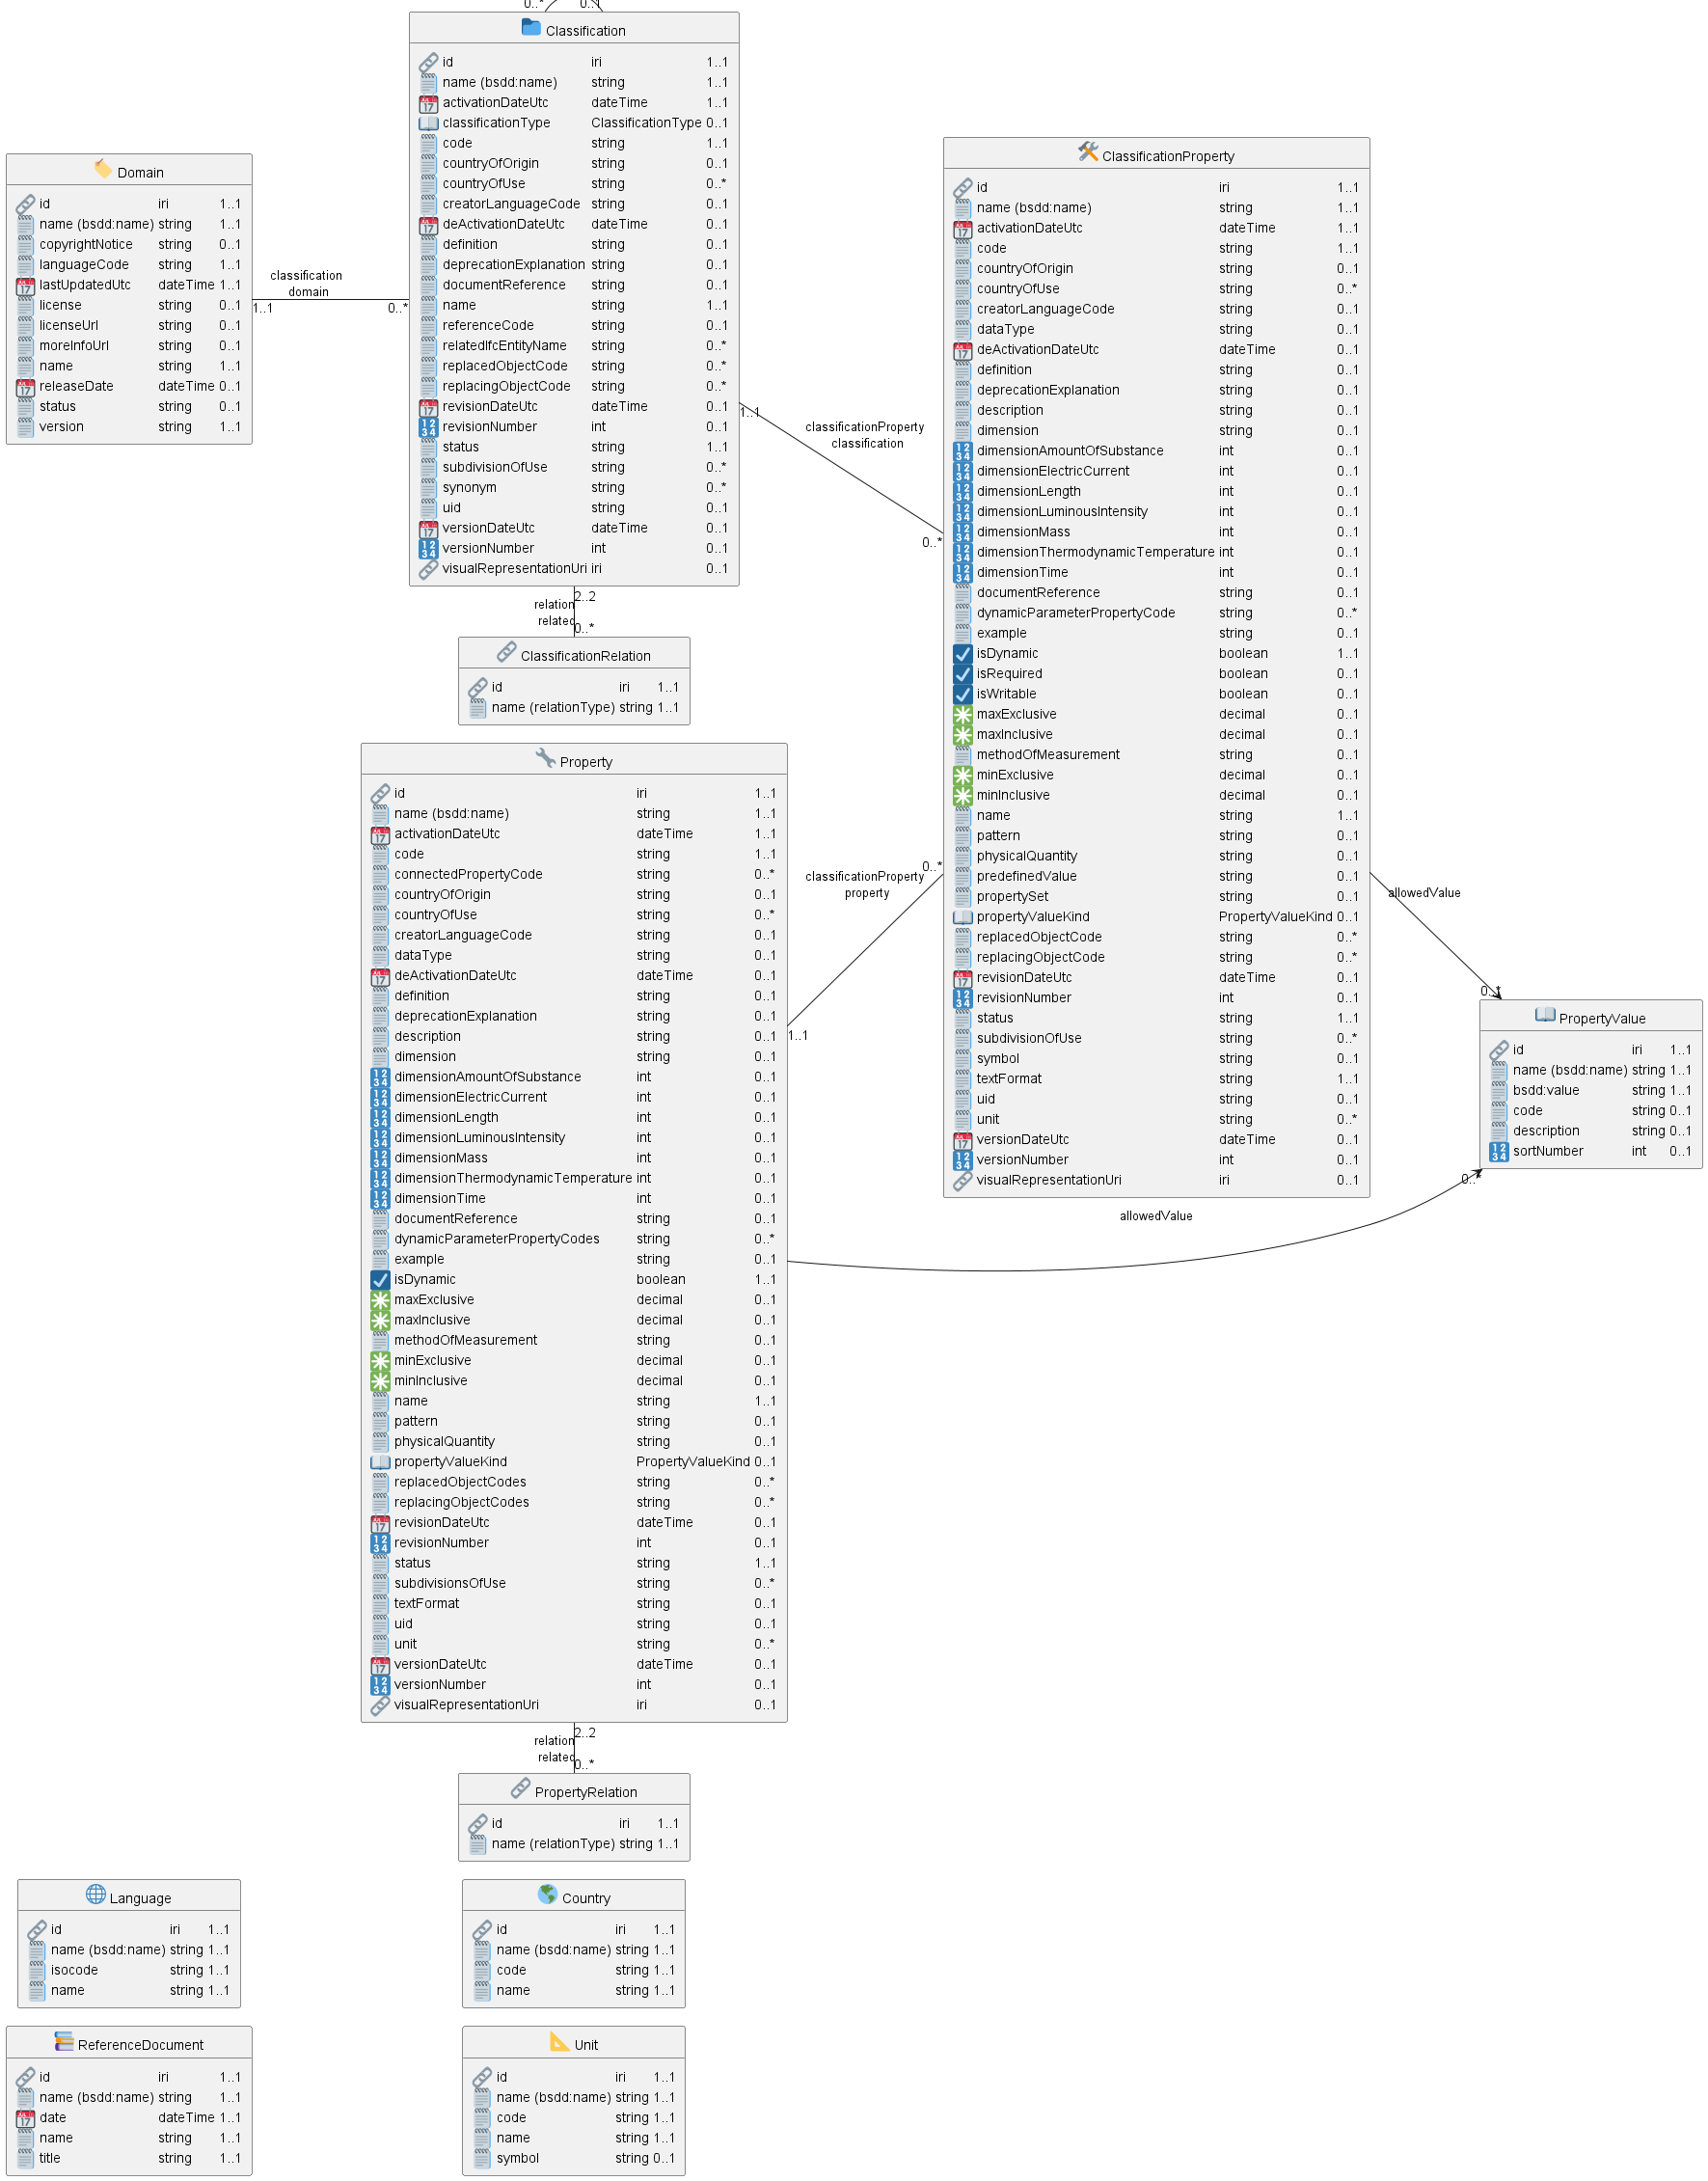 0..* 0..1
Classification
id iri 1..1
name (bsdd:name) string 1..1
activationDateUtc dateTime 1..1
classificationType ClassificationType 0..1
code string 1..1
countryOfOrigin string 0..1
countryOfUse string 0..*
creatorLanguageCode string 0..1
deActivationDateUtc dateTime 0..1
definition string 0..1
deprecationExplanation string 0..1
documentReference string 0..1
name string 1..1
referenceCode string 0..1
relatedIfcEntityName string 0..*
replacedObjectCode string 0..*
replacingObjectCode string 0..*
revisionDateUtc dateTime 0..1
revisionNumber int 0..1
status string 1..1
subdivisionOfUse string 0..*
synonym string 0..*
uid string 0..1
versionDateUtc dateTime 0..1
versionNumber int 0..1
visualRepresentationUri iri 0..1
Domain
id iri 1..1
name (bsdd:name) string 1..1
copyrightNotice string 0..1
languageCode string 1..1
lastUpdatedUtc dateTime 1..1
license string 0..1
licenseUrl string 0..1
moreInfoUrl string 0..1
name string 1..1
releaseDate dateTime 0..1
status string 0..1
version string 1..1
classification
domain
1..1 0..*
ClassificationProperty
id iri 1..1
name (bsdd:name) string 1..1
activationDateUtc dateTime 1..1
code string 1..1
countryOfOrigin string 0..1
countryOfUse string 0..*
creatorLanguageCode string 0..1
dataType string 0..1
deActivationDateUtc dateTime 0..1
definition string 0..1
deprecationExplanation string 0..1
description string 0..1
dimension string 0..1
dimensionAmountOfSubstance int 0..1
dimensionElectricCurrent int 0..1
dimensionLength int 0..1
dimensionLuminousIntensity int 0..1
dimensionMass int 0..1
dimensionThermodynamicTemperature int 0..1
dimensionTime int 0..1
documentReference string 0..1
dynamicParameterPropertyCode string 0..*
example string 0..1
isDynamic boolean 1..1
isRequired boolean 0..1
isWritable boolean 0..1
maxExclusive decimal 0..1
maxInclusive decimal 0..1
methodOfMeasurement string 0..1
minExclusive decimal 0..1
minInclusive decimal 0..1
name string 1..1
pattern string 0..1
physicalQuantity string 0..1
predefinedValue string 0..1
propertySet string 0..1
propertyValueKind PropertyValueKind 0..1
replacedObjectCode string 0..*
replacingObjectCode string 0..*
revisionDateUtc dateTime 0..1
revisionNumber int 0..1
status string 1..1
subdivisionOfUse string 0..*
symbol string 0..1
textFormat string 1..1
uid string 0..1
unit string 0..*
versionDateUtc dateTime 0..1
versionNumber int 0..1
visualRepresentationUri iri 0..1
1..1
classificationProperty
classification
0..*
2..2
relation
related
0..*
ClassificationRelation
id iri 1..1
name (relationType) string 1..1
Property
id iri 1..1
name (bsdd:name) string 1..1
activationDateUtc dateTime 1..1
code string 1..1
connectedPropertyCode string 0..*
countryOfOrigin string 0..1
countryOfUse string 0..*
creatorLanguageCode string 0..1
dataType string 0..1
deActivationDateUtc dateTime 0..1
definition string 0..1
deprecationExplanation string 0..1
description string 0..1
dimension string 0..1
dimensionAmountOfSubstance int 0..1
dimensionElectricCurrent int 0..1
dimensionLength int 0..1
dimensionLuminousIntensity int 0..1
dimensionMass int 0..1
dimensionThermodynamicTemperature int 0..1
dimensionTime int 0..1
documentReference string 0..1
dynamicParameterPropertyCodes string 0..*
example string 0..1
isDynamic boolean 1..1
maxExclusive decimal 0..1
maxInclusive decimal 0..1
methodOfMeasurement string 0..1
minExclusive decimal 0..1
minInclusive decimal 0..1
name string 1..1
pattern string 0..1
physicalQuantity string 0..1
propertyValueKind PropertyValueKind 0..1
replacedObjectCodes string 0..*
replacingObjectCodes string 0..*
revisionDateUtc dateTime 0..1
revisionNumber int 0..1
status string 1..1
subdivisionsOfUse string 0..*
textFormat string 0..1
uid string 0..1
unit string 0..*
versionDateUtc dateTime 0..1
versionNumber int 0..1
visualRepresentationUri iri 0..1
0..*
classificationProperty
property
1..1
allowedValue
0..*
PropertyValue
id iri 1..1
name (bsdd:name) string 1..1
bsdd:value string 1..1
code string 0..1
description string 0..1
sortNumber int 0..1
0..*
allowedValue
2..2
relation
related
0..*
PropertyRelation
id iri 1..1
name (relationType) string 1..1
Language
id iri 1..1
name (bsdd:name) string 1..1
isocode string 1..1
name string 1..1
Country
id iri 1..1
name (bsdd:name) string 1..1
code string 1..1
name string 1..1
ReferenceDocument
id iri 1..1
name (bsdd:name) string 1..1
date dateTime 1..1
name string 1..1
title string 1..1
Unit
id iri 1..1
name (bsdd:name) string 1..1
code string 1..1
name string 1..1
symbol string 0..1